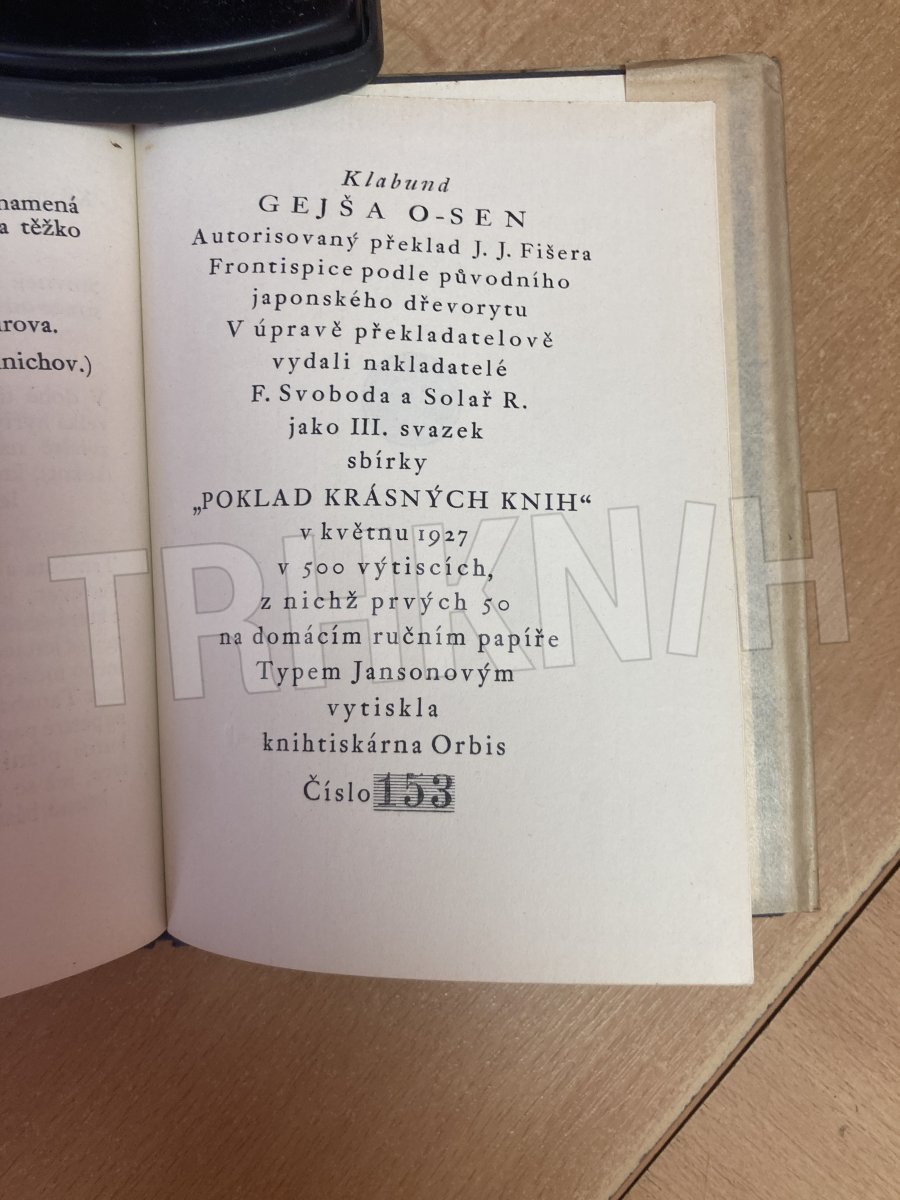 namená
a těžko
rova.
nichov.)
Klabund
GEJŠA O-SEN
Autorisovaný překlad J. J. Fišera
Frontispice podle původního
japonského dřevorytu
V úpravě překladatelově
vydali nakladatelé
F. Svoboda a Solař R.
jako III. svazek
sbírky
„POKLAD KRÁSNÝCH KNIH“
v květnu 1927
v 500 výtiscích,
z nichž prvých 50
na domácím ručním papíře
Typem Jansonovým
vytiskla
knihtiskárna Orbis
Číslo 153
TRHKNIH